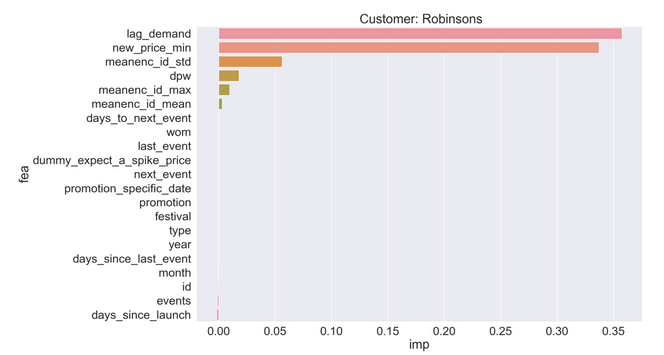 Customer: Robinsons
lag_demand
new_price_min
meanenc_id_std
dpw
meanenc_id_max
meanenc_id_mean
days_to_next_event
wom
last_event
dummy_expect_a_spike_price
next_event
promotion_specific_date
promotion
festival
type
year
days_since_last_event
month
id
events
days_since_launch
fea
0.00 0.05 0.10 0.15 0.20 0.25 0.30 0.35
imp